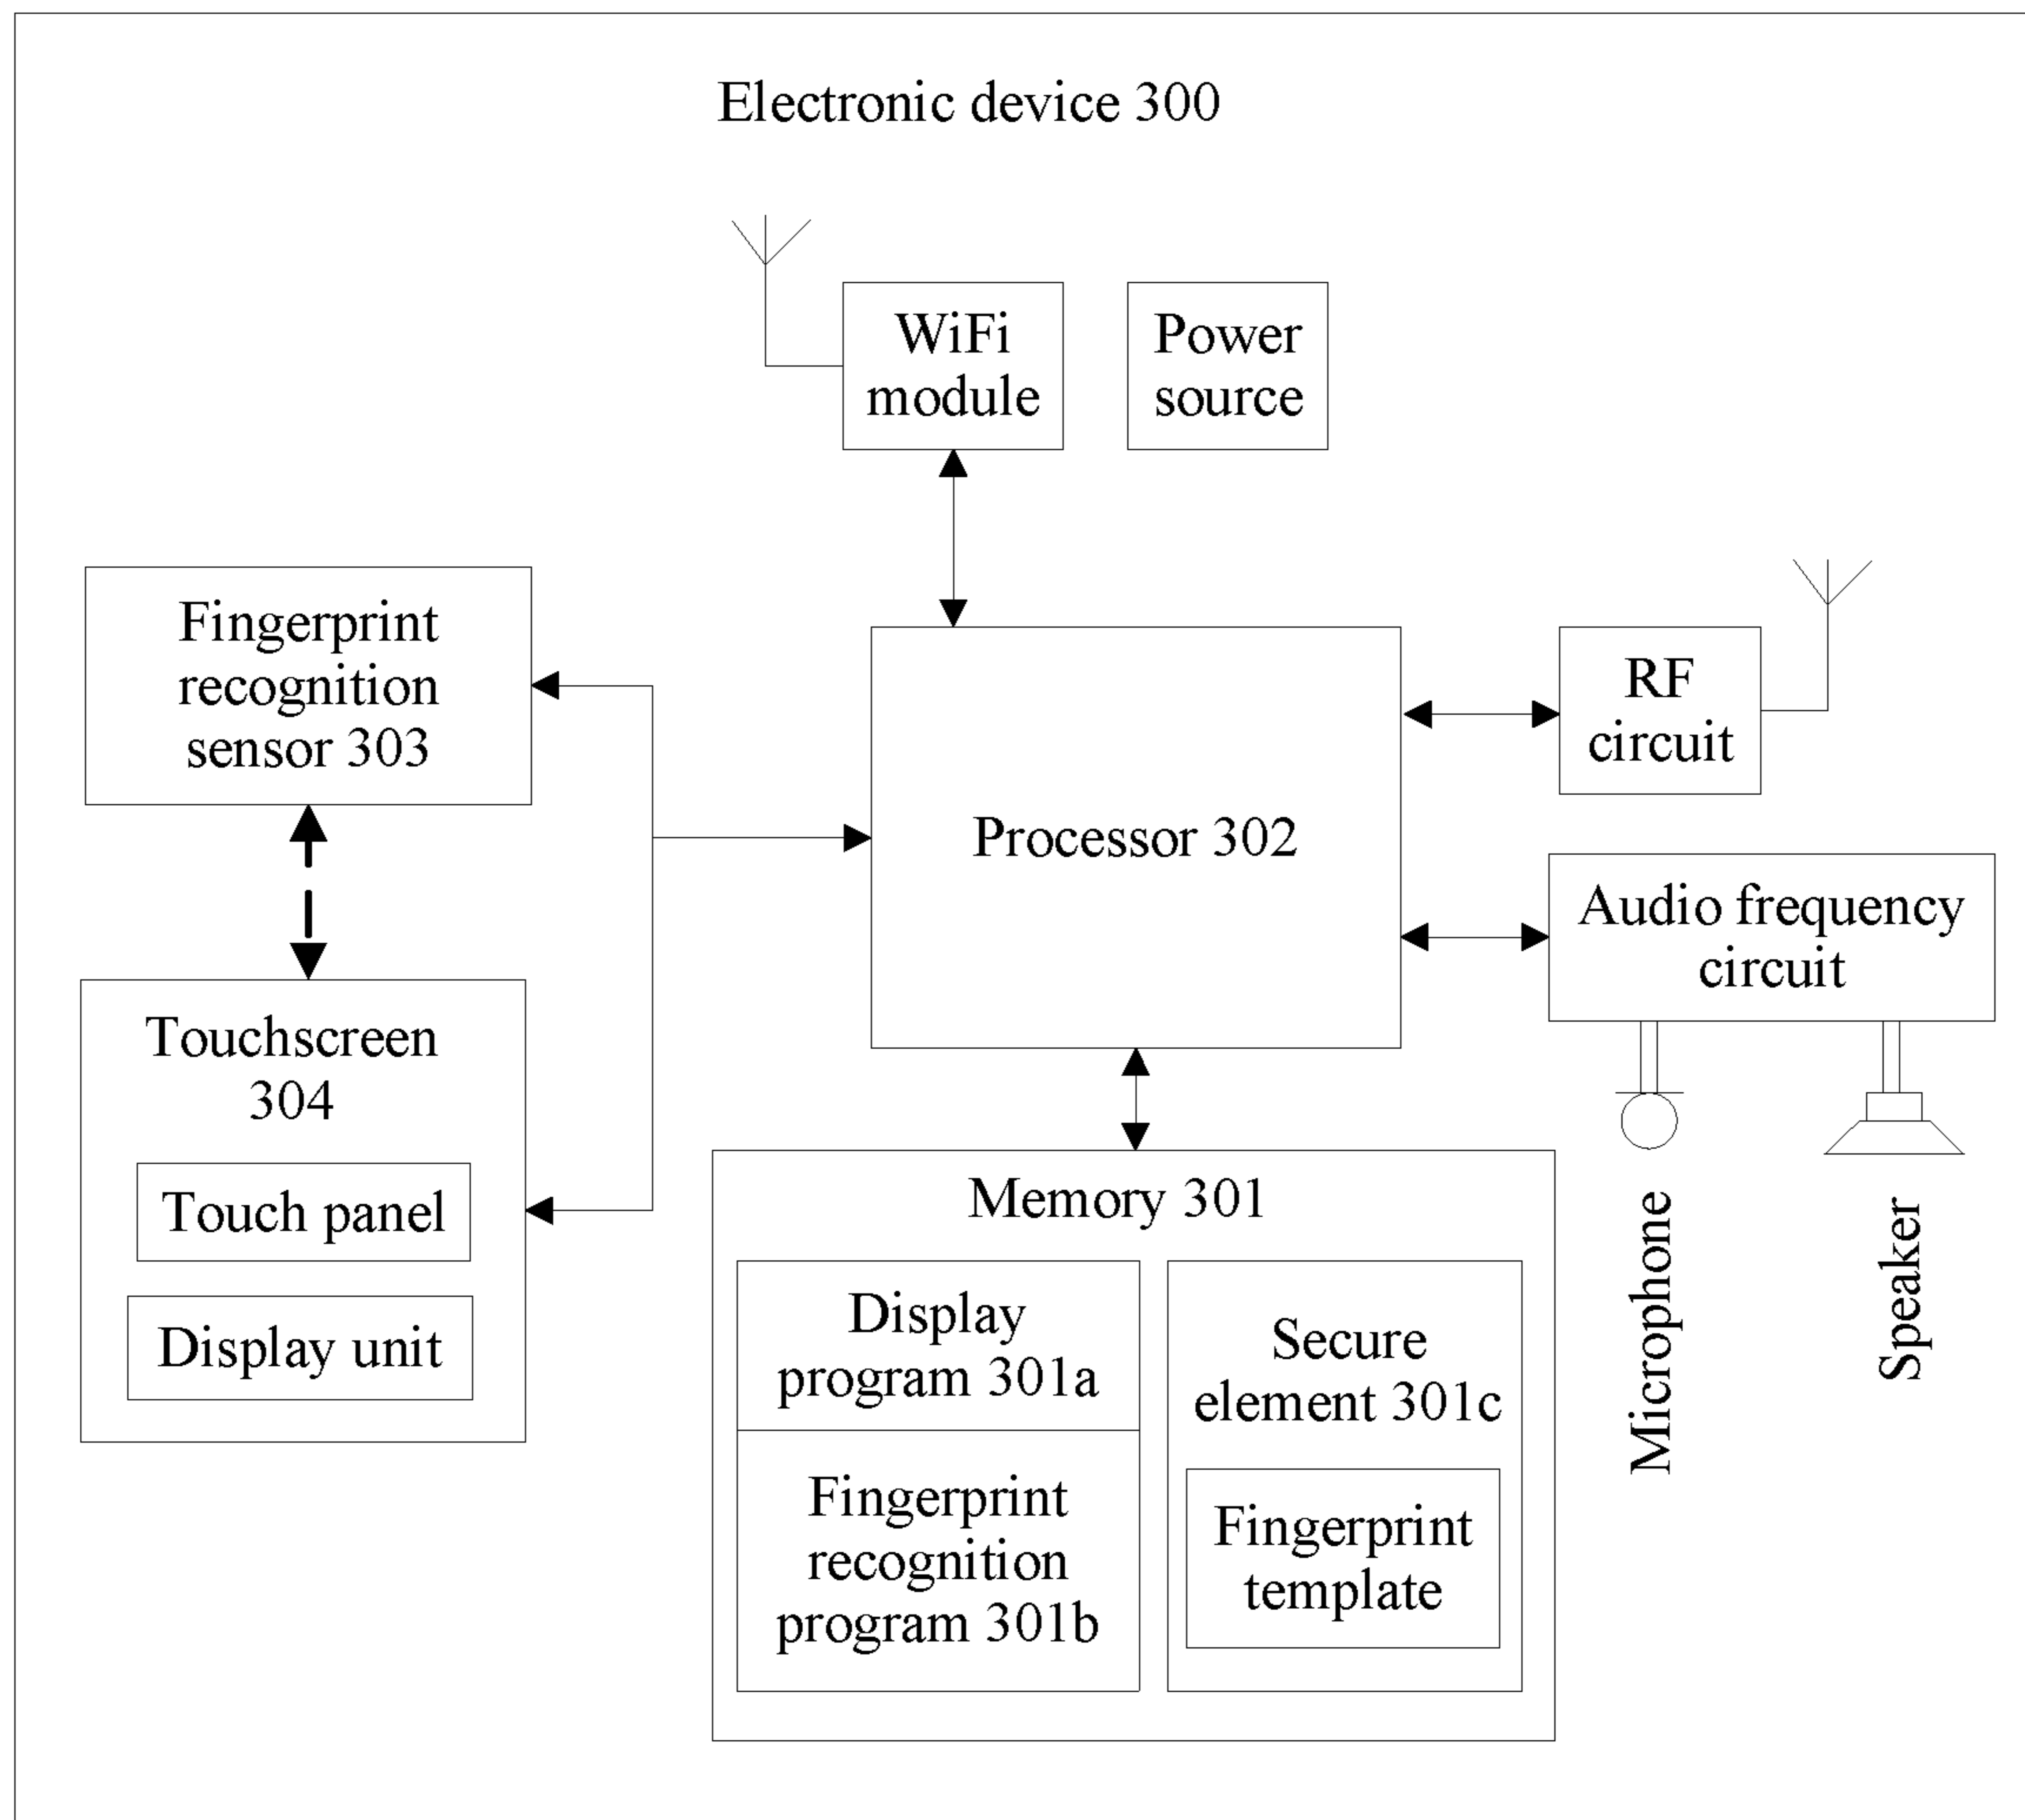 Electronic device 300
WiFi
module
Power
source
Fingerprint
recognition
sensor 303
RF
circuit
Processor 302
Audio frequency
circuit
Touchscreen
304
Touch panel
Display unit
Memory 301
Display
program 301a
Fingerprint
recognition
program 301b
Secure
element 301c
Fingerprint
template
Microphone
Speaker